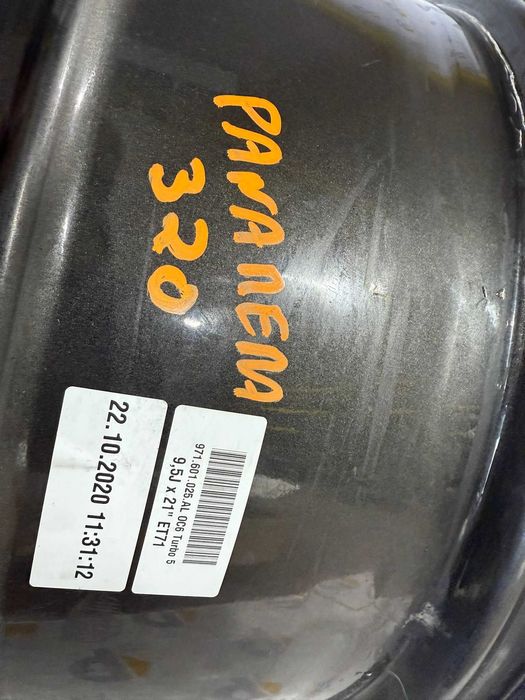 PANAMEM
320
971.601.025.AL OC6 Turbo 5
9,5J x 21" ET71
22.10.2020 11:31:12